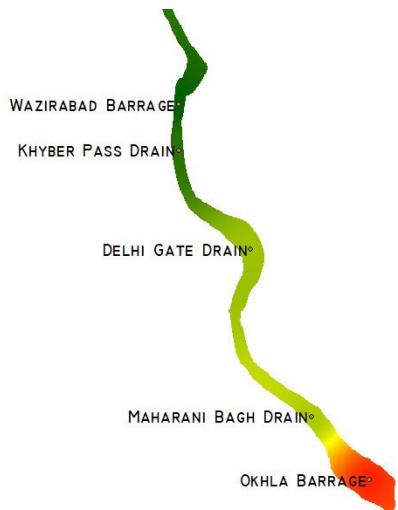 WAZIRABAD BARRAGE
KHYBER PASS DRAIN
DELHI GATE DRAIN
MAHARANI BAGH DRAIN
OKHLA BARRAGE